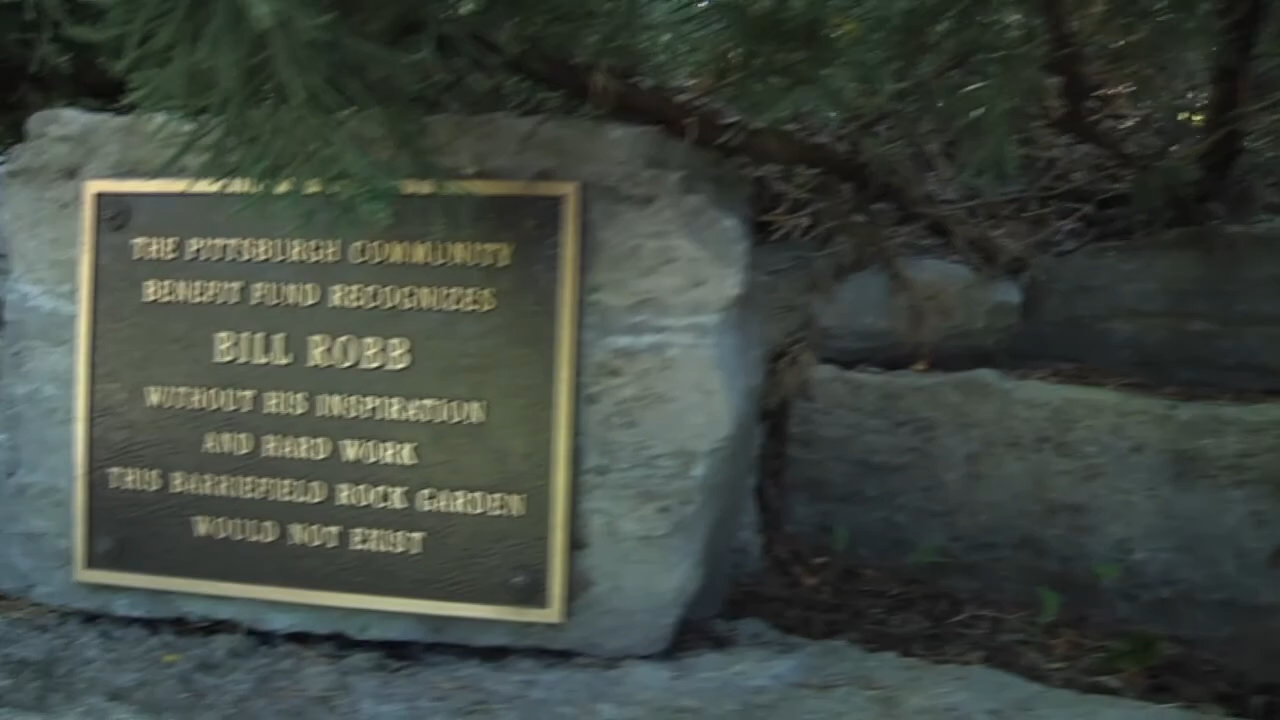 THE PITTSBURGH COMMUNITY
BENEFIT FUND RECOGNIZES
BILL ROBB
WITHOUT HIS INSPIRATION
AND HARD WORK
THIS BARRIEFIELD ROCK GARDEN
WOULD NOT EXIST